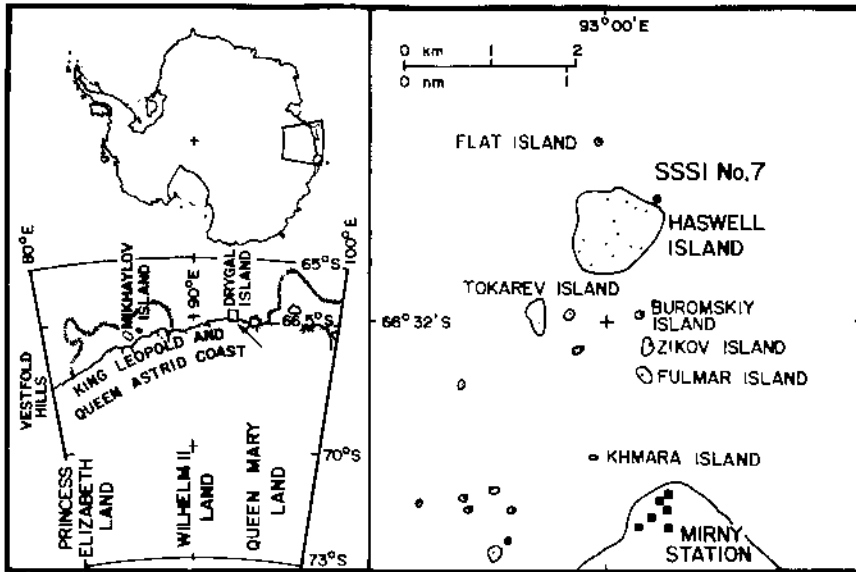 80°E
100°E
65°S
MIKHAYLOV
ISLAND
90°E
DRYGAL
ISLAND
66.5°S
KING LEOPOLD AND
QUEEN ASTRID COAST
VESTFOLD
HILLS
70°S
PRINCESS
ELIZABETH
LAND
WILHELM II
LAND
QUEEN MARY
LAND
73°S
93°00'E
0 km 1 2
0 nm 1
FLAT ISLAND
SSSI No.7
HASWELL
ISLAND
TOKAREV ISLAND
66°32'S
BUROMSKIY
ISLAND
ZIKOV ISLAND
FULMAR ISLAND
KHMARA ISLAND
MIRNY
STATION